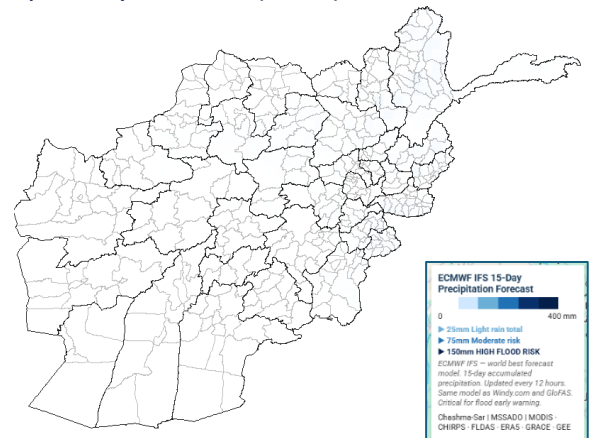 ECMWF IFS 15-Day
Precipitation Forecast
0 400 mm
▶ 25mm Light rain total
▶ 75mm Moderate risk
▶ 150mm HIGH FLOOD RISK
ECMWF IFS — world best forecast
model. 15-day accumulated
precipitation. Updated every 12 hours.
Same model as Windy.com and GloFAS.
Critical for flood early warning.
Chashma-Sar | MSSADO | MODIS -
CHIRPS · FLDAS · ERA5 · GRACE · GEE